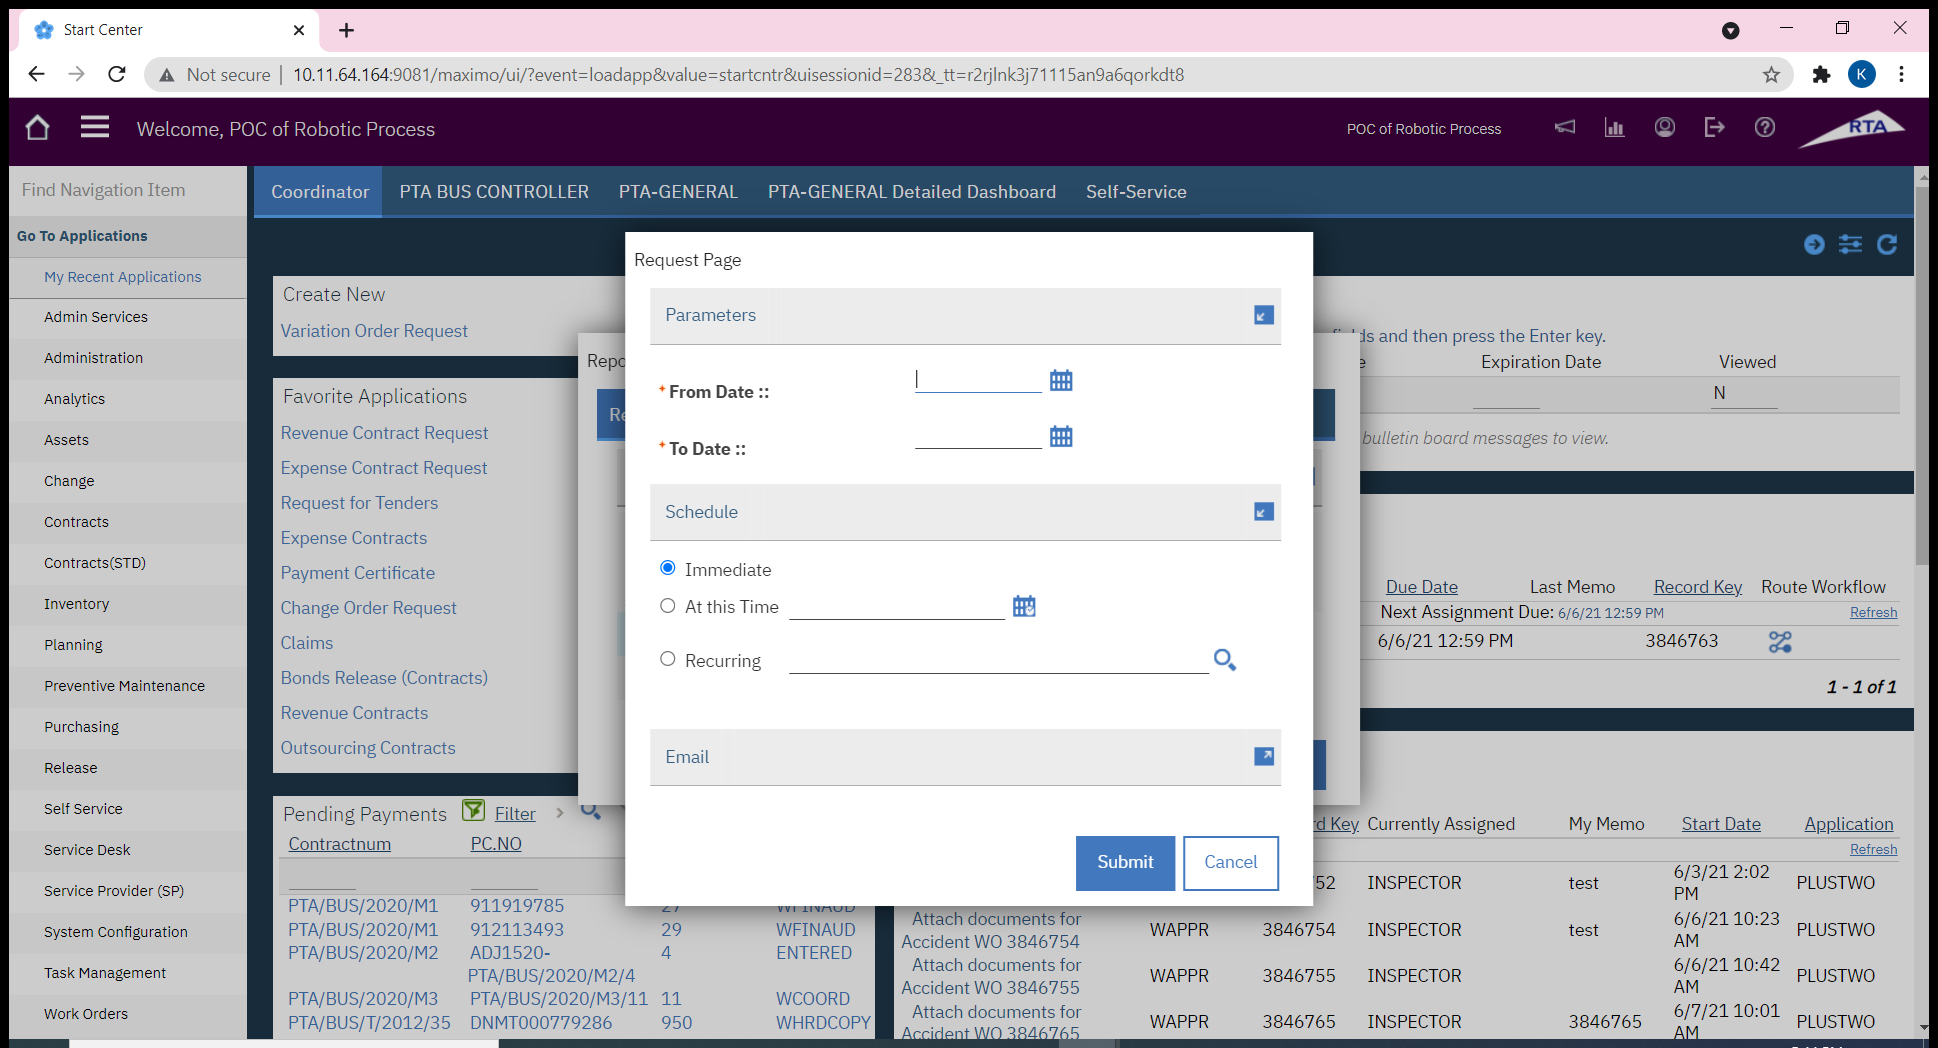 Start Center
Not secure | 10.11.64.164:9081/maximo/ui/?event=loadapp&value=startcntr&uisessionid=283&_tt=r2rjlnk3j71115an9a6qorkdt8
K
Welcome, POC of Robotic Process
POC of Robotic Process
RTA
Find Navigation Item
Go To Applications
My Recent Applications
Admin Services
Administration
Analytics
Assets
Change
Contracts
Contracts(STD)
Inventory
Planning
Preventive Maintenance
Purchasing
Release
Self Service
Service Desk
Service Provider (SP)
System Configuration
Task Management
Work Orders
Coordinator PTA BUS CONTROLLER PTA-GENERAL PTA-GENERAL Detailed Dashboard Self-Service
Create New
Variation Order Request
Favorite Applications
Revenue Contract Request
Expense Contract Request
Request for Tenders
Expense Contracts
Payment Certificate
Change Order Request
Claims
Bonds Release (Contracts)
Revenue Contracts
Outsourcing Contracts
Pending Payments Filter
Contractnum PC.NO
PTA/BUS/2020/M1 911919785 27 WFINAUD
PTA/BUS/2020/M1 912113493 29 WFINAUD
PTA/BUS/2020/M2 ADJ1520-PTA/BUS/2020/M2/4 4 ENTERED
PTA/BUS/2020/M3 PTA/BUS/2020/M3/11 11 WCOORD
PTA/BUS/T/2012/35 DNMT000779286 950 WHRDCOPY
Repo
Re
Request Page
Parameters
* From Date ::
* To Date ::
Schedule
Immediate
At this Time
Recurring
Email
Submit Cancel
and then press the Enter key.
Expiration Date Viewed
N
bulletin board messages to view.
Due Date Last Memo Record Key Route Workflow
Next Assignment Due: 6/6/21 12:59 PM Refresh
6/6/21 12:59 PM 3846763
1 - 1 of 1
rd Key Currently Assigned My Memo Start Date Application
Refresh
52 INSPECTOR test 6/3/21 2:02 PM PLUSTWO
Attach documents for Accident WO 3846754 WAPPR 3846754 INSPECTOR test 6/6/21 10:23 AM PLUSTWO
Attach documents for Accident WO 3846755 WAPPR 3846755 INSPECTOR 6/6/21 10:42 AM PLUSTWO
Attach documents for Accident WO 3846765 WAPPR 3846765 INSPECTOR 3846765 6/7/21 10:01 AM PLUSTWO